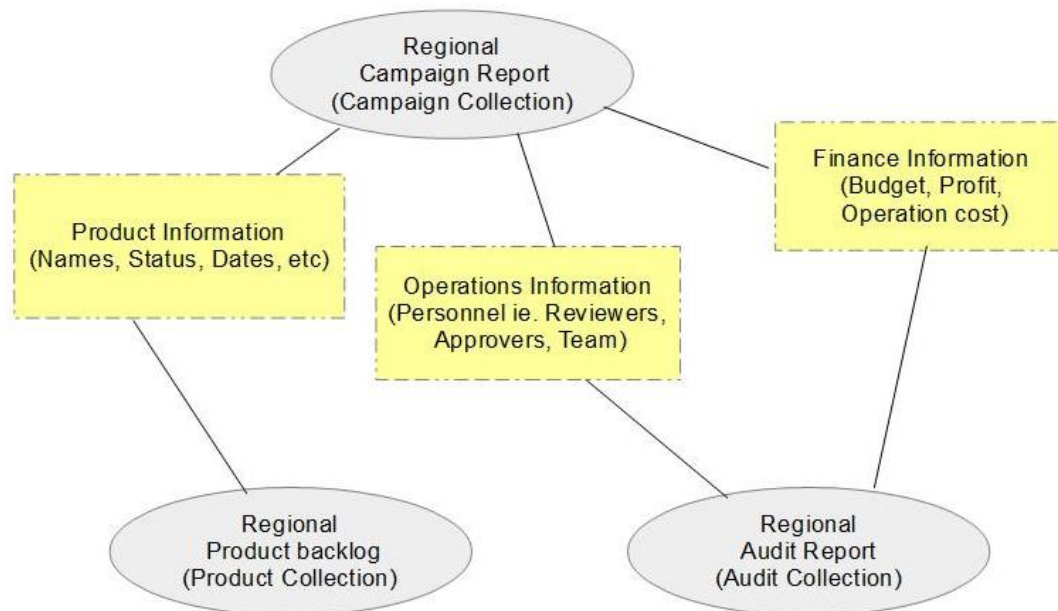 Regional
Campaign Report
(Campaign Collection)
Finance Information
(Budget, Profit,
Operation cost)
Product Information
(Names, Status, Dates, etc)
Operations Information
(Personnel ie. Reviewers,
Approvers, Team)
Regional
Product backlog
(Product Collection)
Regional
Audit Report
(Audit Collection)